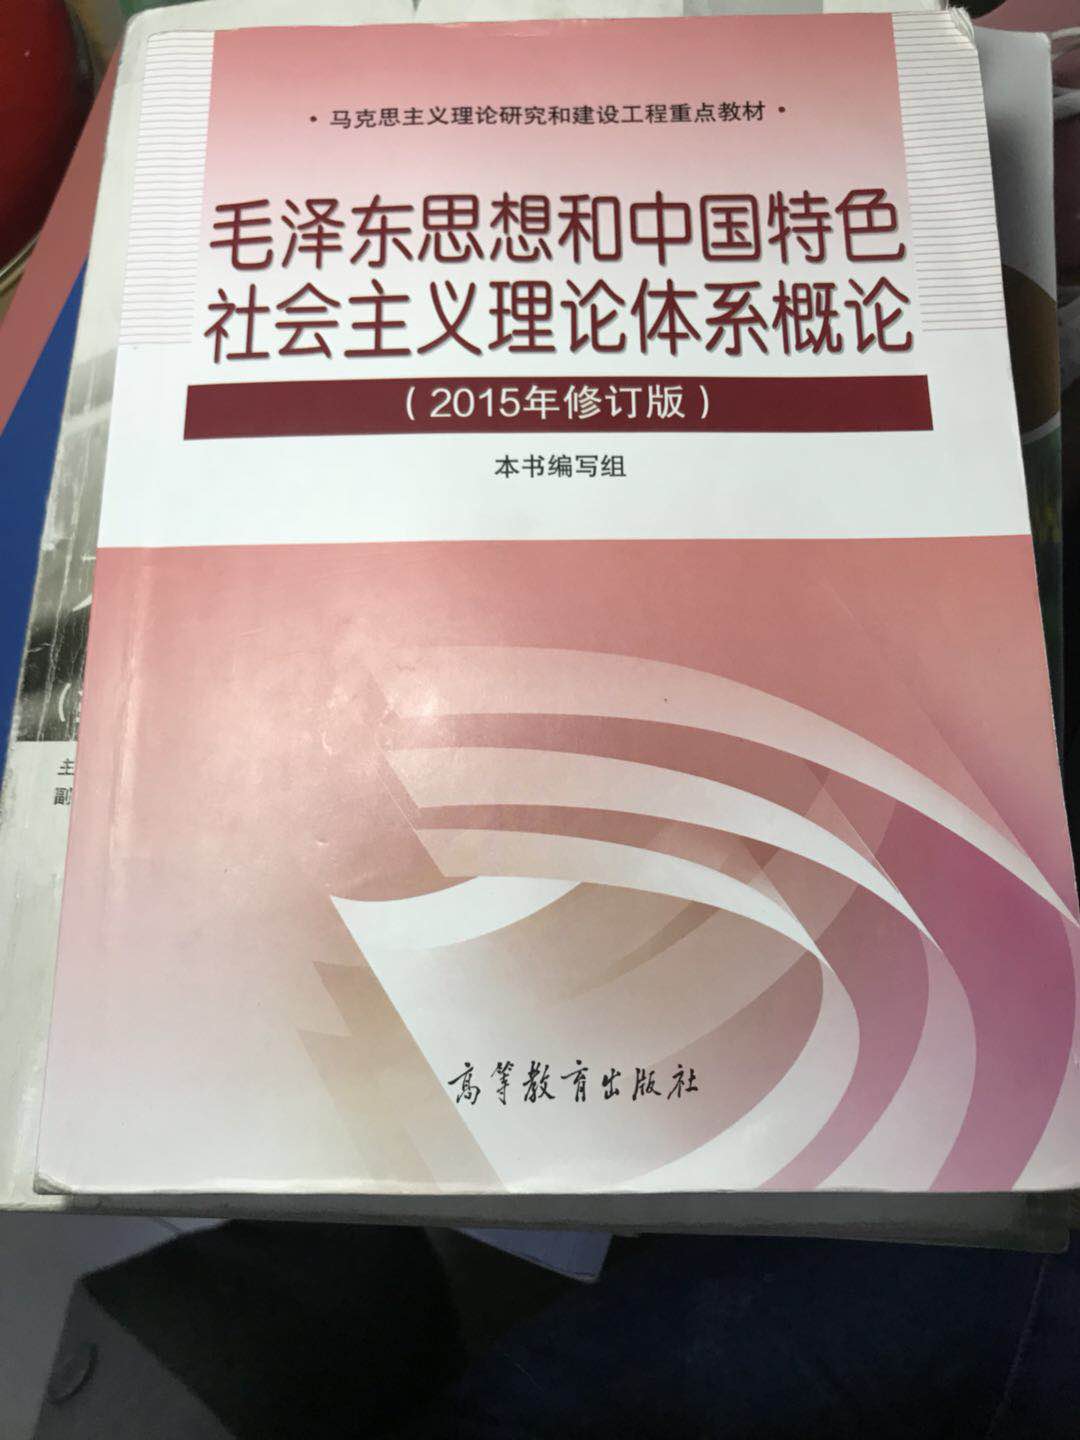 ·马克思主义理论研究和建设工程重点教材·
毛泽东思想和中国特色
社会主义理论体系概论
（2015年修订版）
本书编写组
高等教育出版社
主
副